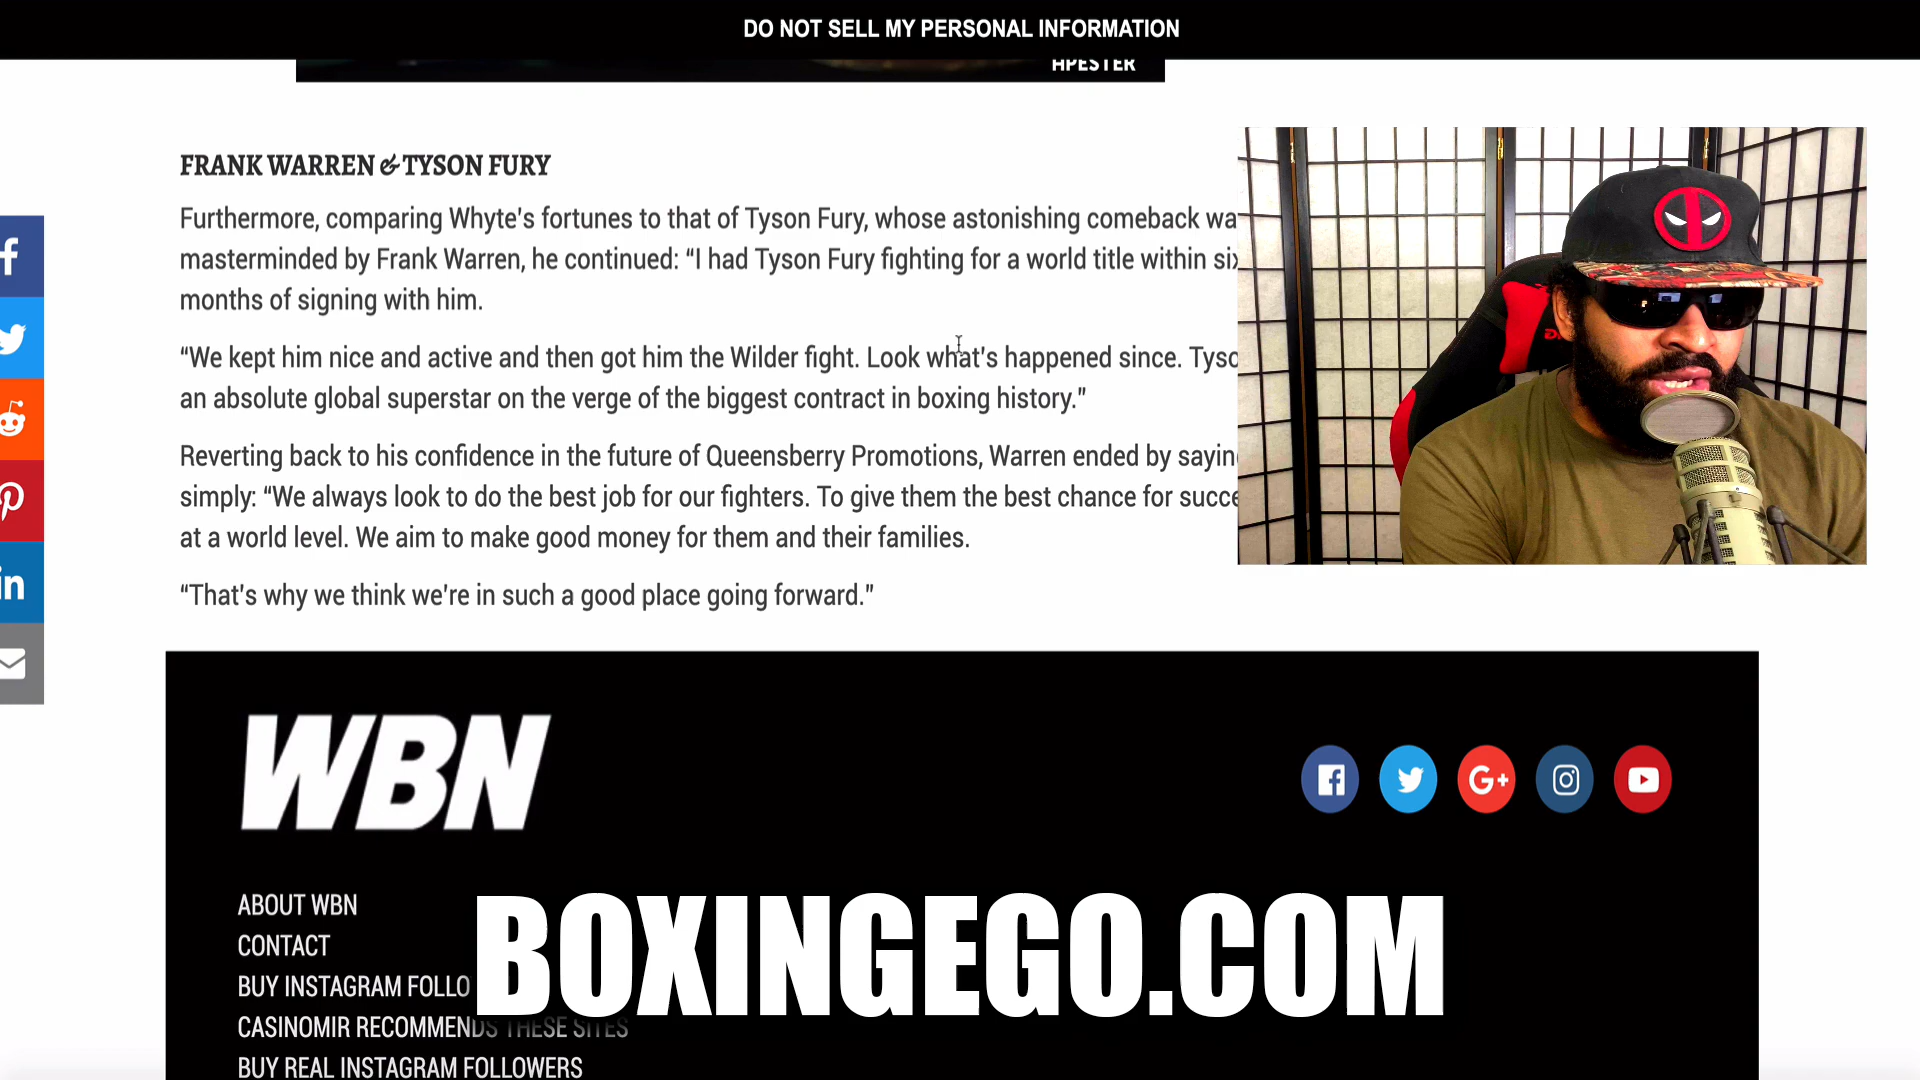 DO NOT SELL MY PERSONAL INFORMATION
APESTER
FRANK WARREN & TYSON FURY
Furthermore, comparing Whyte's fortunes to that of Tyson Fury, whose astonishing comeback
masterminded by Frank Warren, he continued: “I had Tyson Fury fighting for a world title within
months of signing with him.
“We kept him nice and active and then got him the Wilder fight. Look what's happened since.
an absolute global superstar on the verge of the biggest contract in boxing history.”
Reverting back to his confidence in the future of Queensberry Promotions, Warren ended by
simply: “We always look to do the best job for our fighters. To give them the best chance for
at a world level. We aim to make good money for them and their families.
“That's why we think we're in such a good place going forward.”
f
in
WBN
G+
ABOUT WBN
CONTACT
BUY INSTAGRAM FOLLO
CASINOMIR RECOMMENDS THESE SITES
BUY REAL INSTAGRAM FOLLOWERS
BOXINGEGO.COM